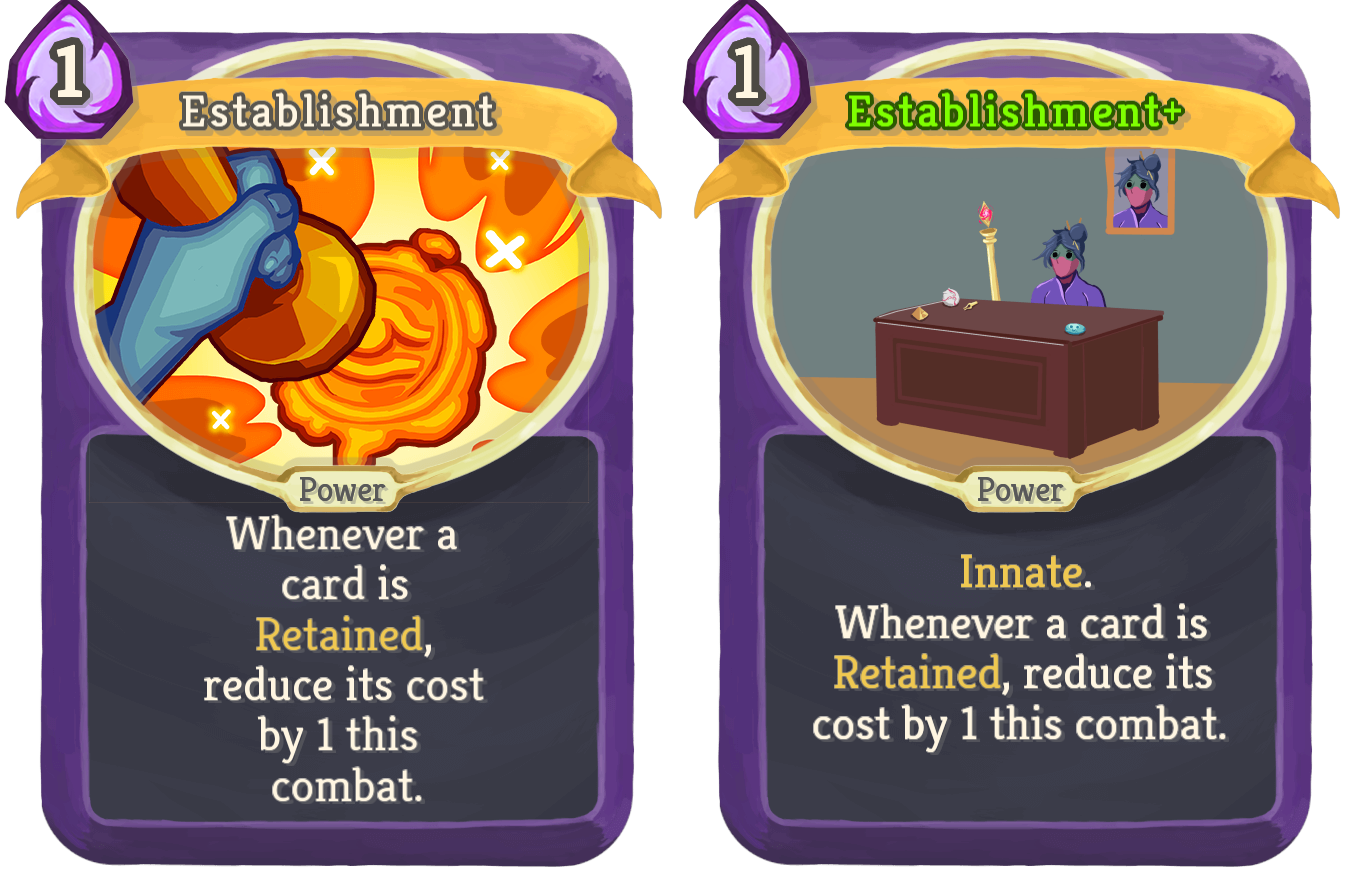 1
Establishment
Power
Whenever a
card is
Retained,
reduce its cost
by 1 this
combat.
1
Establishment+
Power
Innate.
Whenever a card is
Retained, reduce its
cost by 1 this combat.